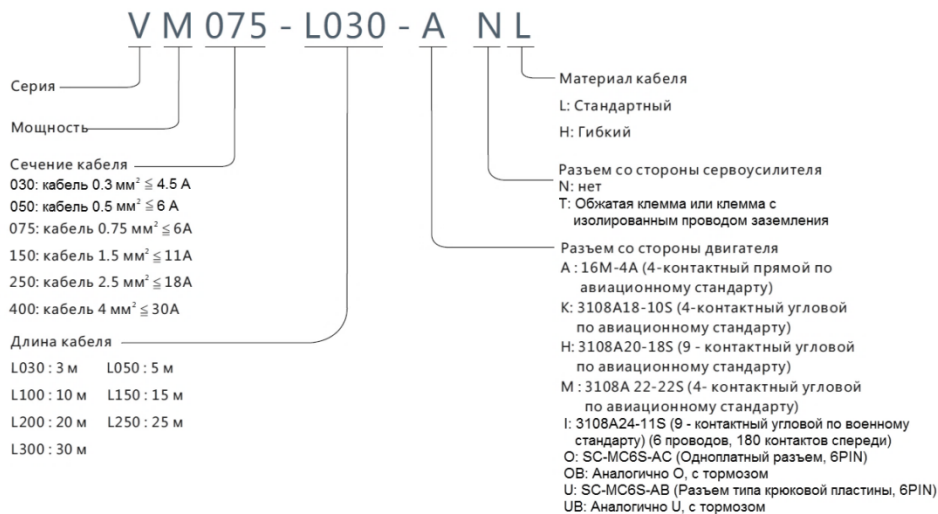 VM075-L030-A NL
Серия
Мощность
Сечение кабеля
030: кабель 0.3 мм² ≦ 4.5 A
050: кабель 0.5 мм² ≦ 6 A
075: кабель 0.75 мм² ≦ 6A
150: кабель 1.5 мм² ≦ 11A
250: кабель 2.5 мм² ≦ 18A
400: кабель 4 мм² ≦ 30A
Длина кабеля
L030 : 3 м L050 : 5 м
L100 : 10 м L150 : 15 м
L200 : 20 м L250 : 25 м
L300 : 30 м
Материал кабеля
L: Стандартный
H: Гибкий
Разъем со стороны сервоусилителя
N: нет
T: Обжатая клемма или клемма с
изолированным проводом заземления
Разъем со стороны двигателя
A : 16M-4A (4-контактный прямой по
авиационному стандарту)
K: 3108A18-10S (4-контактный угловой
по авиационному стандарту)
H: 3108A20-18S (9 - контактный угловой
по авиационному стандарту)
M : 3108A 22-22S (4- контактный угловой
по авиационному стандарту)
I: 3108A24-11S (9 - контактный угловой по военному
стандарту) (6 проводов, 180 контактов спереди)
O: SC-MC6S-AC (Одноплатный разъем, 6PIN)
OB: Аналогично O, с тормозом
U: SC-MC6S-AB (Разъем типа крюковой пластины, 6PIN)
UB: Аналогично U, с тормозом